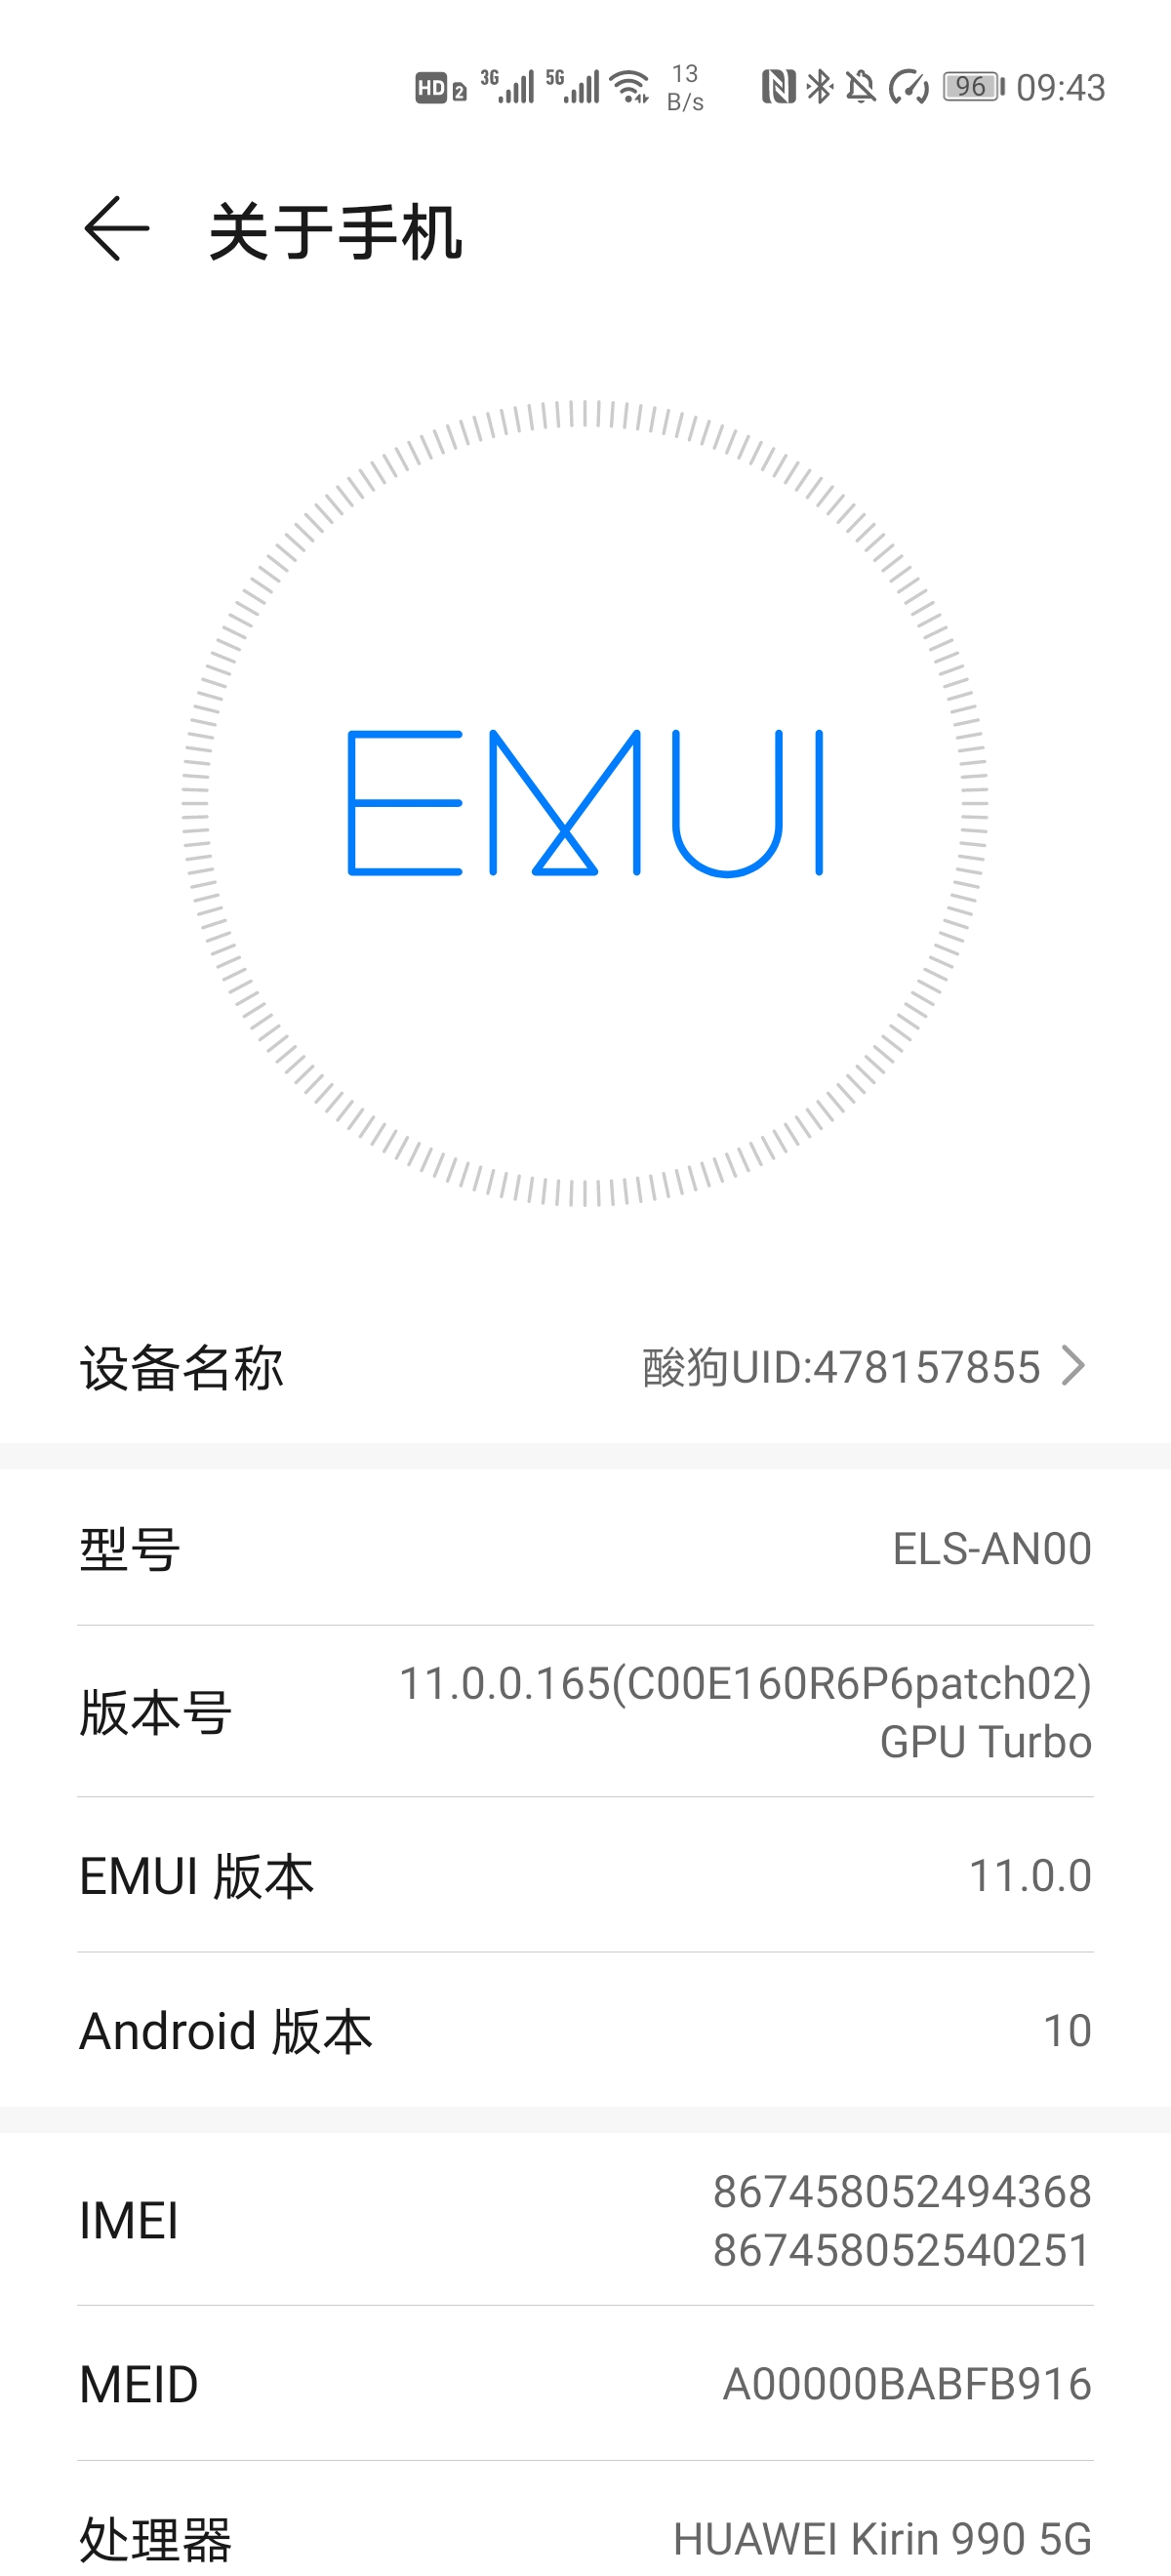 HD 2 3G 5G 13 B/s 96 09:43
关于手机
EMUI
设备名称 酸狗UID:478157855
型号 ELS-AN00
版本号 11.0.0.165(C00E160R6P6patch02)
GPU Turbo
EMUI 版本 11.0.0
Android 版本 10
IMEI 867458052494368
867458052540251
MEID A00000BABFB916
处理器 HUAWEI Kirin 990 5G